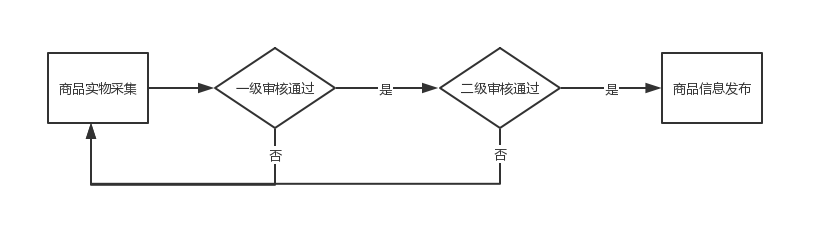 商品实物采集
一级审核通过
是
二级审核通过
是
商品信息发布
否
否